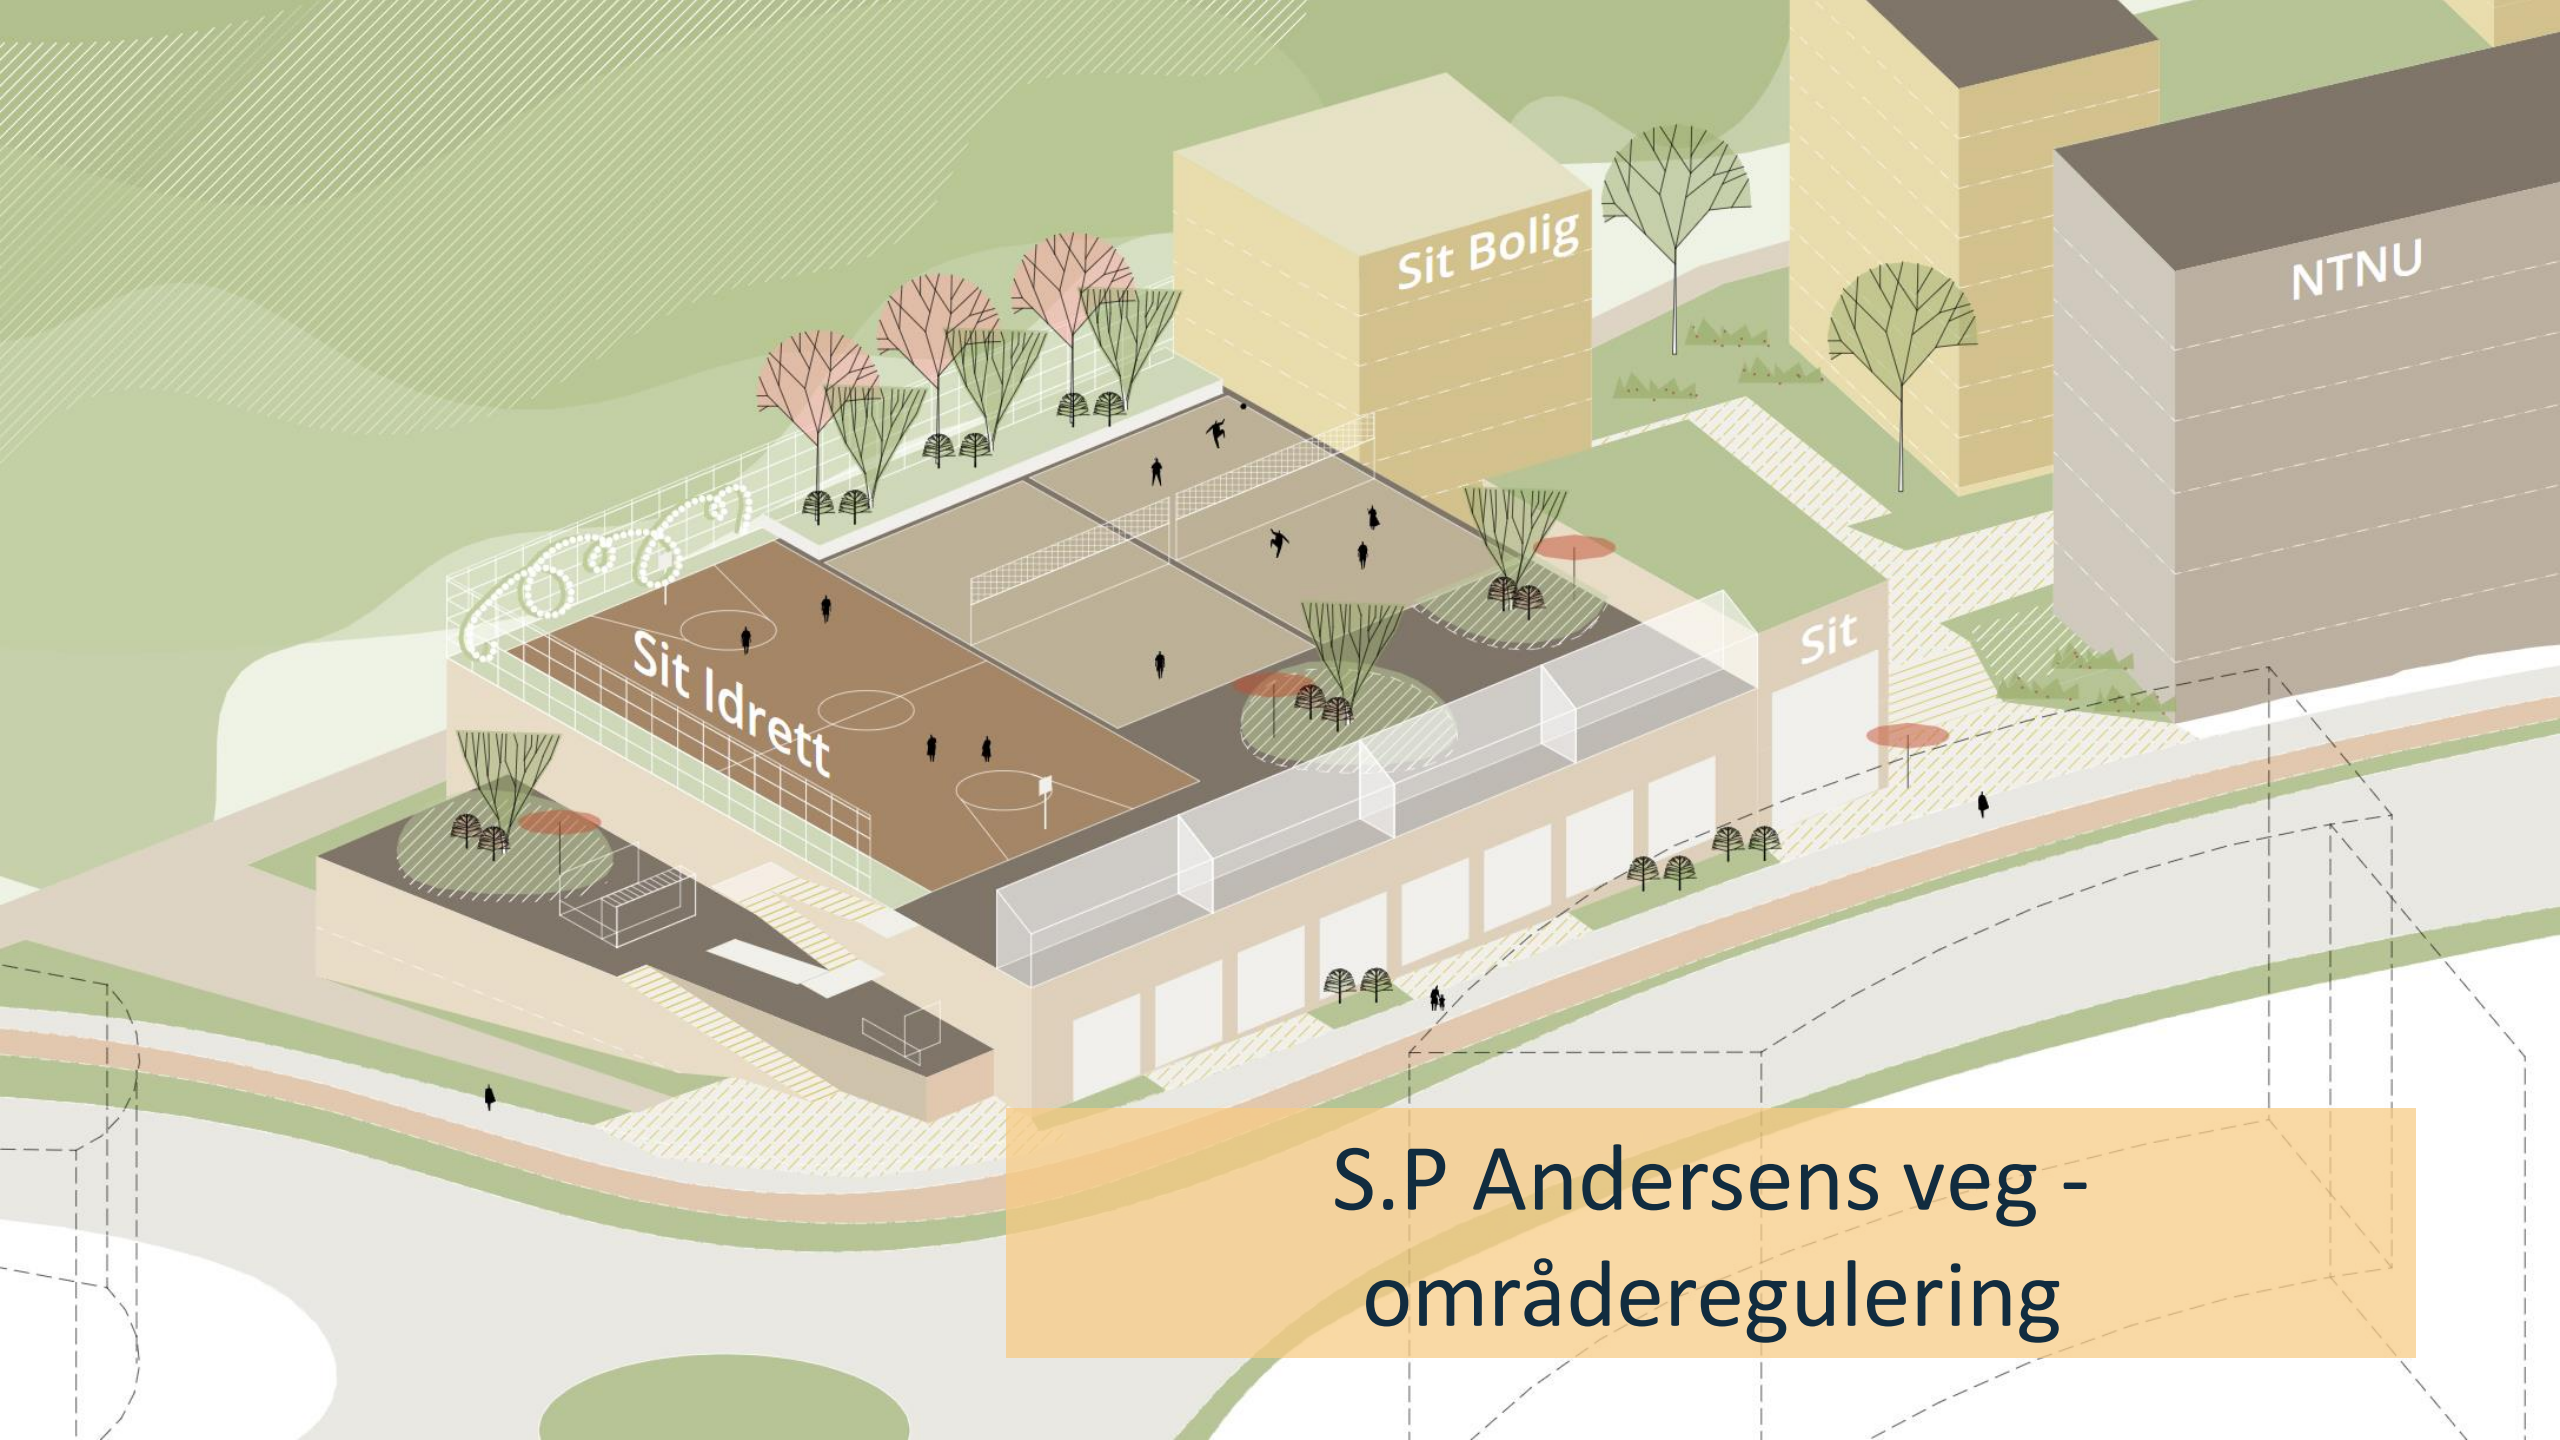 Sit Bolig
NTNU
Sit Idrett
Sit
S.P Andersens veg -
områderegulering